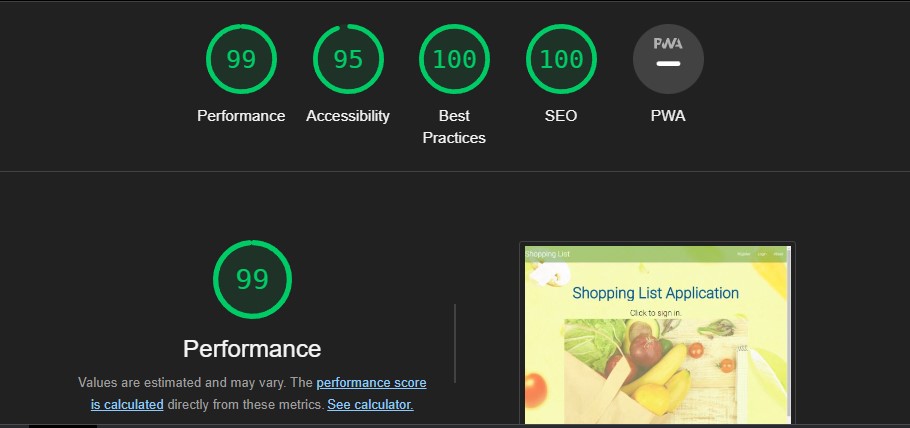 99 95 100 100 PWA
Performance Accessibility Best Practices SEO PWA
99
Performance
Values are estimated and may vary. The performance score
is calculated directly from these metrics. See calculator.
Shopping List Register Login About
Shopping List Application
Click to sign in.